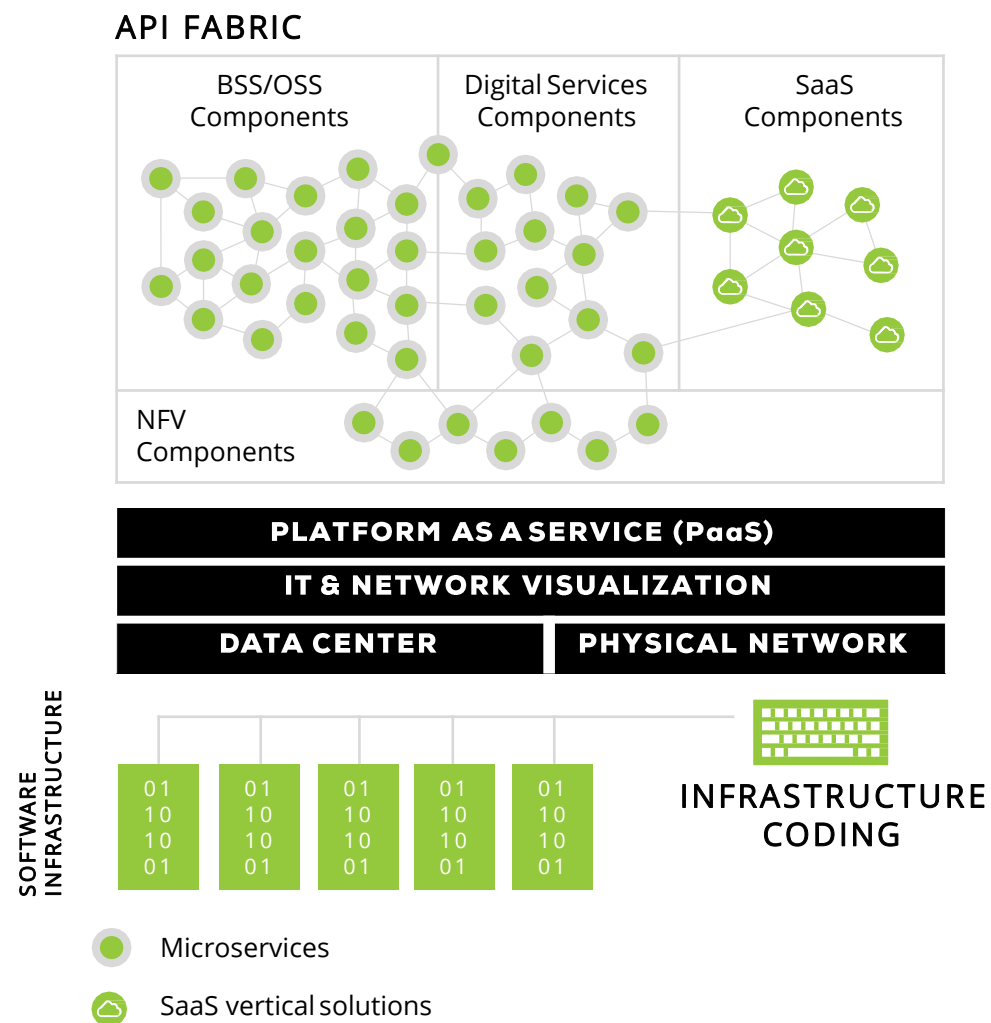 API FABRIC
BSS/OSS
Components
Digital Services
Components
SaaS
Components
NFV
Components
PLATFORM AS A SERVICE (PaaS)
IT & NETWORK VISUALIZATION
DATA CENTER
PHYSICAL NETWORK
SOFTWARE
INFRASTRUCTURE
01 01 01 01 01
10 10 10 10 10
10 10 10 10 10
01 01 01 01 01
INFRASTRUCTURE
CODING
Microservices
SaaS vertical solutions